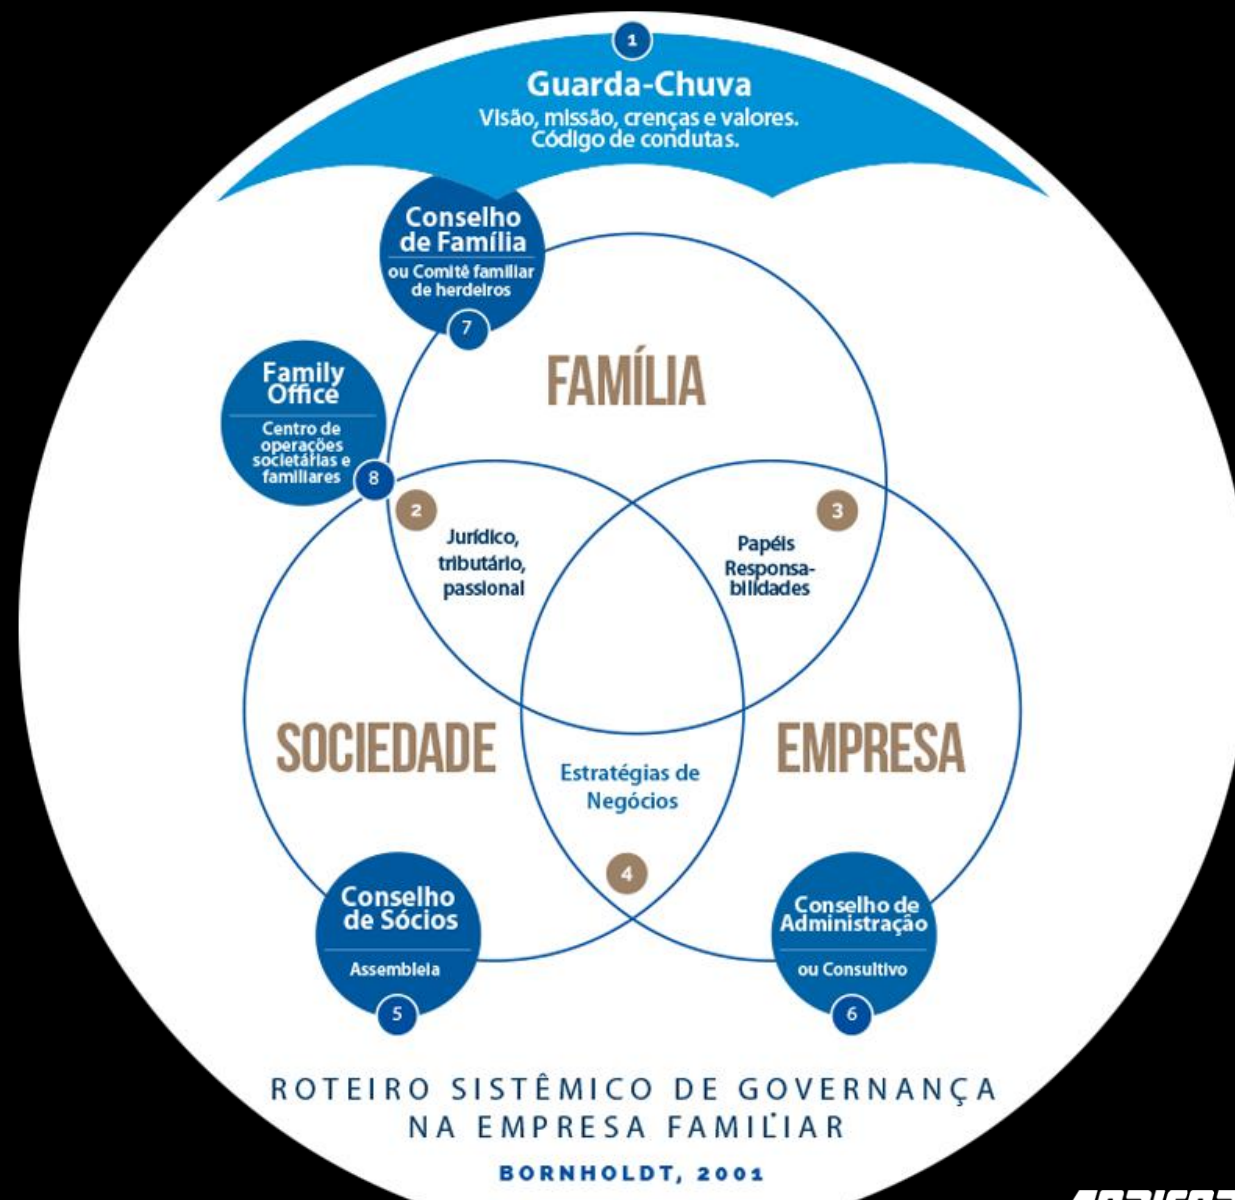 1
Guarda-Chuva
Visão, missão, crenças e valores.
Código de condutas.
Conselho
de Família
ou Comitê familiar
de herdeiros
7
FAMÍLIA
Family
Office
Centro de
operações
societárias e
familiares
8
2
Jurídico,
tributário,
passional
3
Papéis
Responsa-
bilidades
SOCIEDADE
EMPRESA
Estratégias de
Negócios
4
Conselho
de Sócios
Assembleia
5
Conselho de
Administração
ou Consultivo
6
ROTEIRO SISTÊMICO DE GOVERNANÇA
NA EMPRESA FAMILIAR
BORNHOLDT, 2001